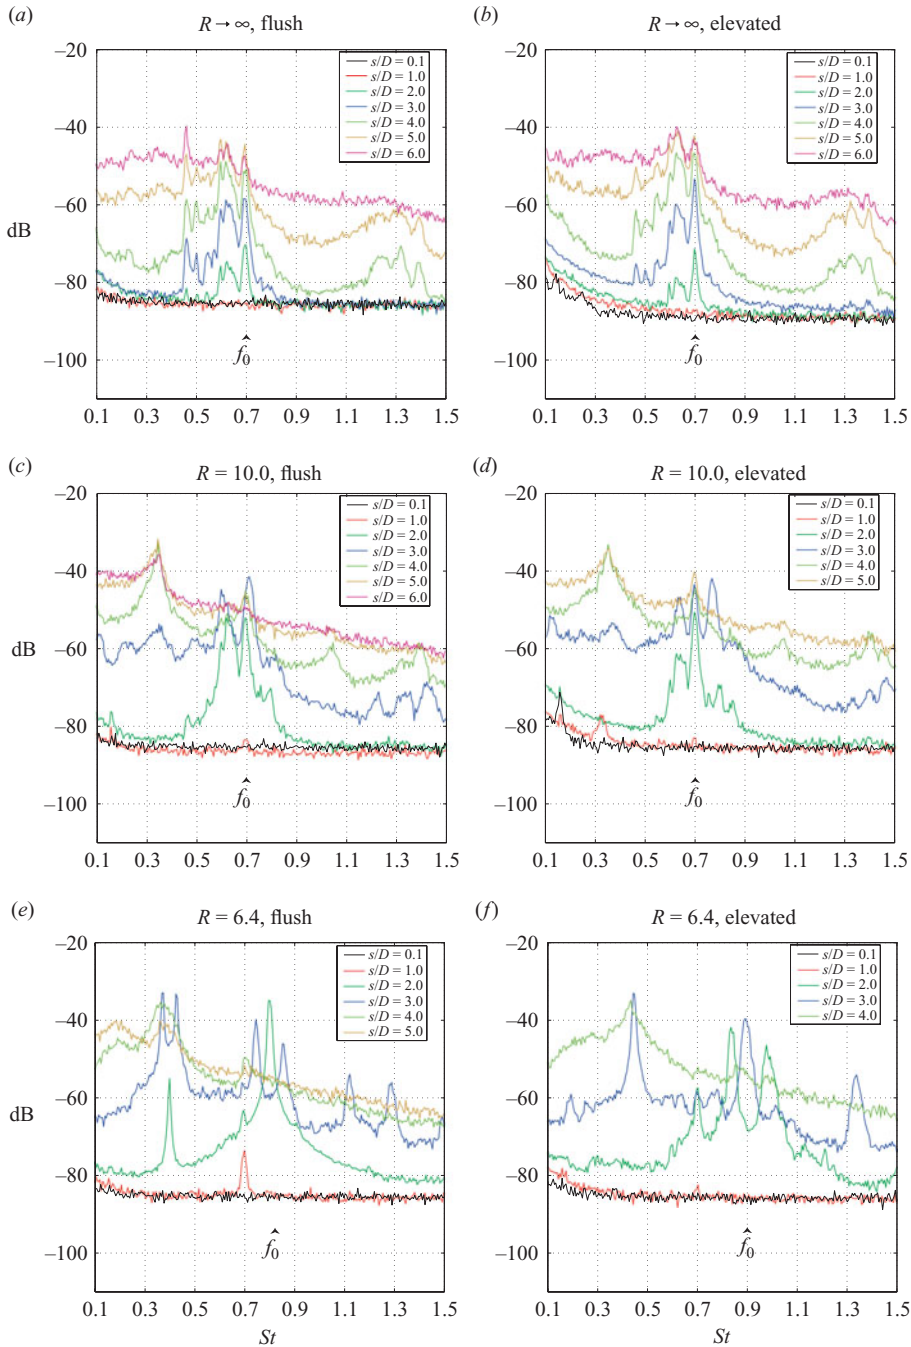 (a) R → ∞, flush
−20
−40
−60
−80
−100
dB
s/D = 0.1
s/D = 1.0
s/D = 2.0
s/D = 3.0
s/D = 4.0
s/D = 5.0
s/D = 6.0
f0
0.1 0.3 0.5 0.7 0.9 1.1 1.3 1.5
(b) R → ∞, elevated
−20
−40
−60
−80
−100
s/D = 0.1
s/D = 1.0
s/D = 2.0
s/D = 3.0
s/D = 4.0
s/D = 5.0
s/D = 6.0
f0
0.1 0.3 0.5 0.7 0.9 1.1 1.3 1.5
(c) R = 10.0, flush
−20
−40
−60
−80
−100
dB
s/D = 0.1
s/D = 1.0
s/D = 2.0
s/D = 3.0
s/D = 4.0
s/D = 5.0
s/D = 6.0
f0
0.1 0.3 0.5 0.7 0.9 1.1 1.3 1.5
(d) R = 10.0, elevated
−20
−40
−60
−80
−100
s/D = 0.1
s/D = 1.0
s/D = 2.0
s/D = 3.0
s/D = 4.0
s/D = 5.0
f0
0.1 0.3 0.5 0.7 0.9 1.1 1.3 1.5
(e) R = 6.4, flush
−20
−40
−60
−80
−100
dB
s/D = 0.1
s/D = 1.0
s/D = 2.0
s/D = 3.0
s/D = 4.0
s/D = 5.0
f0
0.1 0.3 0.5 0.7 0.9 1.1 1.3 1.5
St
(f) R = 6.4, elevated
−20
−40
−60
−80
−100
s/D = 0.1
s/D = 1.0
s/D = 2.0
s/D = 3.0
s/D = 4.0
f0
0.1 0.3 0.5 0.7 0.9 1.1 1.3 1.5
St